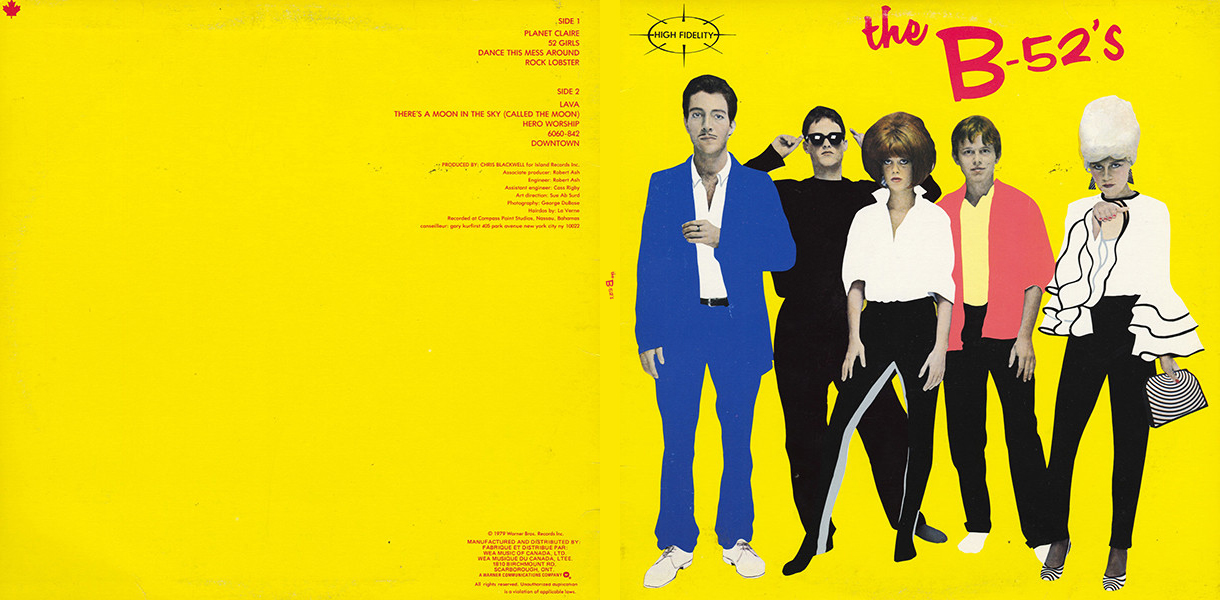 SIDE 1
PLANET CLAIRE
52 GIRLS
DANCE THIS MESS AROUND
ROCK LOBSTER
SIDE 2
LAVA
THERE'S A MOON IN THE SKY (CALLED THE MOON)
HERO WORSHIP
6060-842
DOWNTOWN
PRODUCED BY: CHRIS BLACKWELL for Island Records Inc.
Associate producer: Robert Ash
Engineer: Robert Ash
Assistant engineer: Coss Rigby
Art direction: Sue Ab Surd
Photography: George DuBose
Hairdos by: La Verne
Recorded at Compass Point Studios, Nassau, Bahamas
conseilleur: gary kurfirst 405 park avenue new york city ny 10022
© 1979 Warner Bros. Records Inc.
MANUFACTURED AND DISTRIBUTED BY:
FABRIQUE ET DISTRIBUE PAR:
WEA MUSIC OF CANADA, LTD.
WEA MUSIQUE DU CANADA, LTEE.
1810 BIRCHMOUNT RD.
SCARBOROUGH, ONT.
A WARNER COMMUNICATIONS COMPANY
All rights reserved. Unauthorized duplication
is a violation of applicable laws.
the B-52's
HIGH FIDELITY
the
B-52's